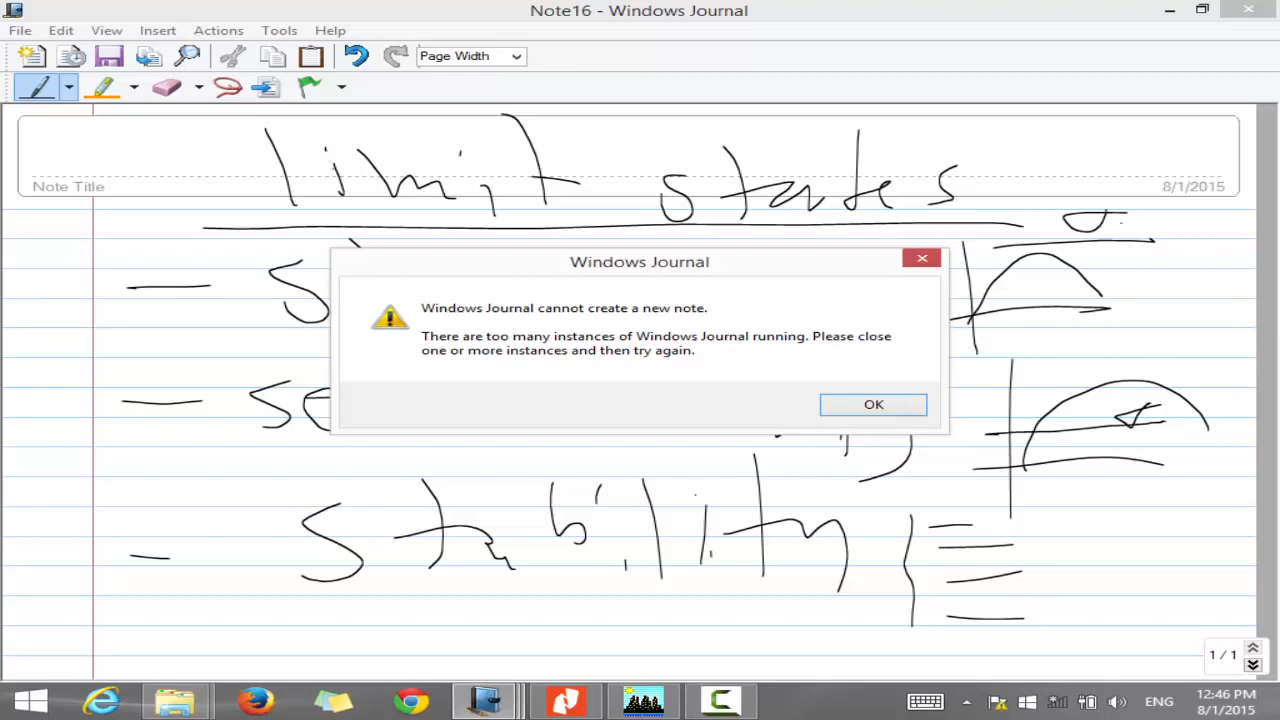 Note16 - Windows Journal
File Edit View Insert Actions Tools Help
Page Width
limit states
Note Title
8/1/2015
σ
Windows Journal
Windows Journal cannot create a new note.
There are too many instances of Windows Journal running. Please close
one or more instances and then try again.
OK
- stability
1 / 1
ENG
12:46 PM
8/1/2015